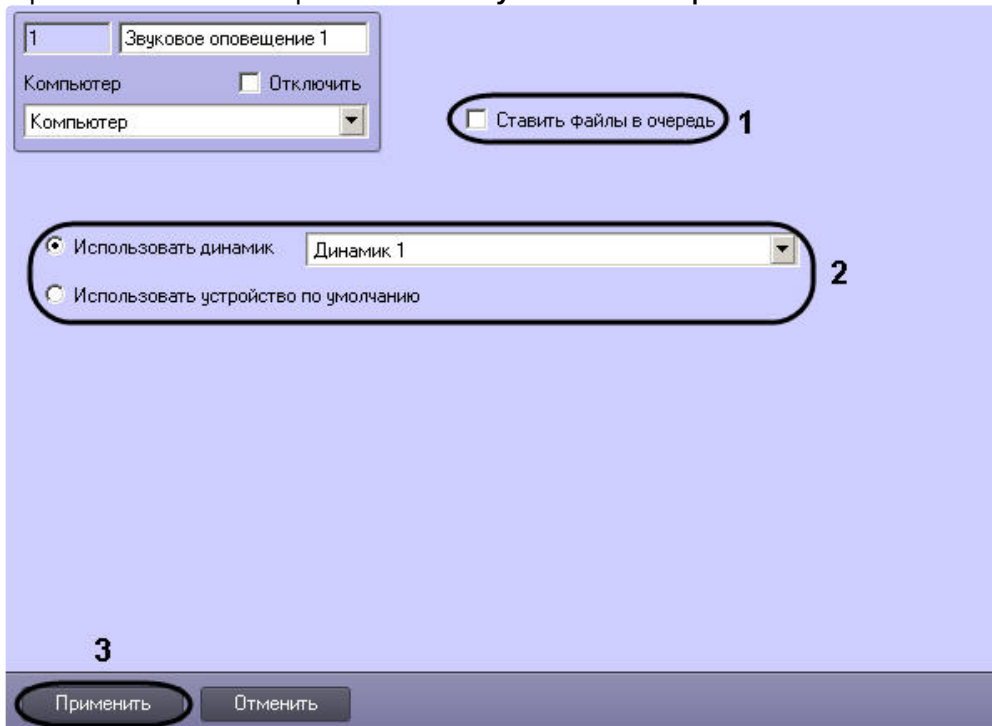 1 Звуковое оповещение 1
Компьютер Отключить
Компьютер
Ставить файлы в очередь 1
Использовать динамик Динамик 1
Использовать устройство по умолчанию
2
3
Применить Отменить